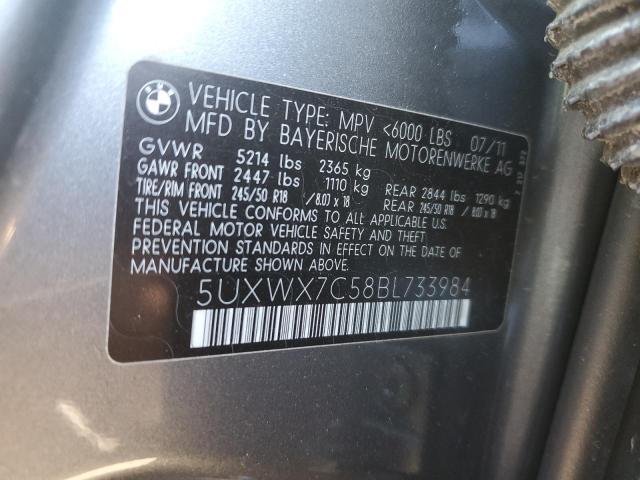 BMW
VEHICLE TYPE: MPV <6000 LBS 07/11
MFD BY BAYERISCHE MOTORENWERKE AG
GVWR 5214 lbs 2365 kg
GAWR FRONT 2447 lbs 1110 kg REAR 2844 lbs 1290 kg
TIRE/RIM FRONT 245/50 R18 / 8.0J x 18 REAR 245/50 R18 / 8.0J x 18
THIS VEHICLE CONFORMS TO ALL APPLICABLE U.S.
FEDERAL MOTOR VEHICLE SAFETY AND THEFT
PREVENTION STANDARDS IN EFFECT ON THE DATE OF
MANUFACTURE SHOWN ABOVE.
5UXWX7C58BL733984